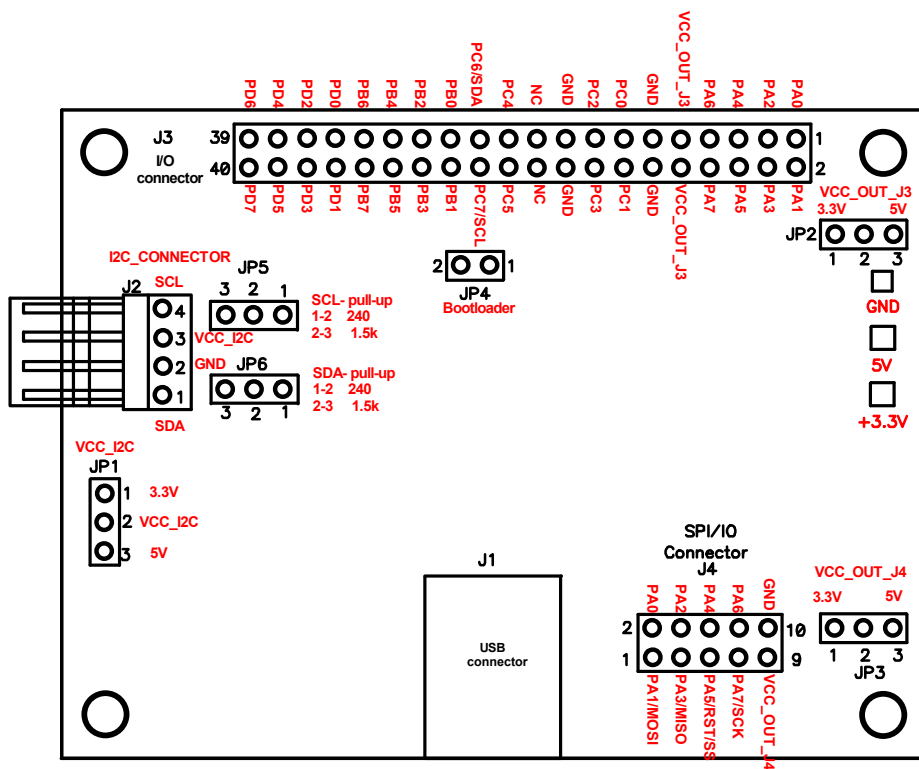 PD6 PD4 PD2 PD0 PB6 PB4 PB2 PB0 PC6/SDA PC4 NC GND PC2 PC0 GND VCC_OUT_J3 PA6 PA4 PA2 PA0
J3 39 1
I/O
connector
40 2
PD7 PD5 PD3 PD1 PB7 PB5 PB3 PB1 PC7/SCL PC5 NC GND PC3 PC1 GND VCC_OUT_J3 PA7 PA5 PA3 PA1
VCC_OUT_J3
3.3V 5V
JP2
1 2 3
GND
5V
+3.3V
2 1
JP4
Bootloader
I2C_CONNECTOR
J2 SCL
4
3 VCC_I2C
2 GND
1
SDA
JP5
3 2 1
SCL- pull-up
1-2 240
2-3 1.5k
JP6
3 2 1
SDA- pull-up
1-2 240
2-3 1.5k
VCC_I2C
JP1
1 3.3V
2 VCC_I2C
3 5V
J1
USB
connector
SPI/IO
Connector
J4
PA0 PA2 PA4 PA6 GND
2 10
1 9
PA1/MOSI PA3/MISO PA5/RST/SS PA7/SCK VCC_OUT_J4
VCC_OUT_J4
3.3V 5V
1 2 3
JP3